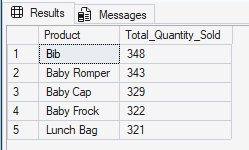 Results Messages
Product Total_Quantity_Sold
1 Bib 348
2 Baby Romper 343
3 Baby Cap 329
4 Baby Frock 322
5 Lunch Bag 321